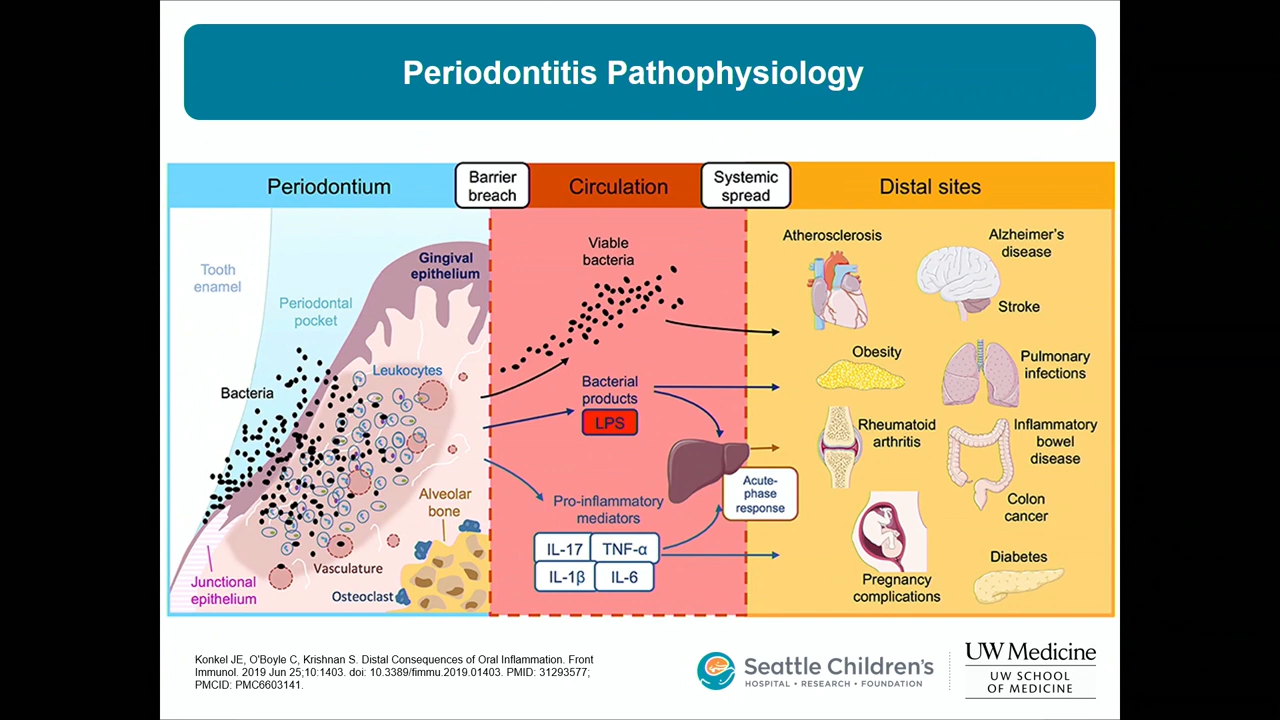 Periodontitis Pathophysiology
Periodontium
Barrier
breach
Circulation
Systemic
spread
Distal sites
Tooth
enamel
Periodontal
pocket
Gingival
epithelium
Bacteria
Leukocytes
Alveolar
bone
Vasculature
Osteoclast
Junctional
epithelium
Viable
bacteria
Bacterial
products
LPS
Pro-inflammatory
mediators
IL-17
TNF-α
IL-1β
IL-6
Acute-
phase
response
Atherosclerosis
Alzheimer's
disease
Stroke
Obesity
Pulmonary
infections
Rheumatoid
arthritis
Inflammatory
bowel
disease
Colon
cancer
Pregnancy
complications
Diabetes
Konkel JE, O'Boyle C, Krishnan S. Distal Consequences of Oral Inflammation. Front
Immunol. 2019 Jun 25;10:1403. doi: 10.3389/fimmu.2019.01403. PMID: 31293577;
PMCID: PMC6603141.
Seattle Children's
HOSPITAL • RESEARCH • FOUNDATION
UW Medicine
UW SCHOOL
OF MEDICINE